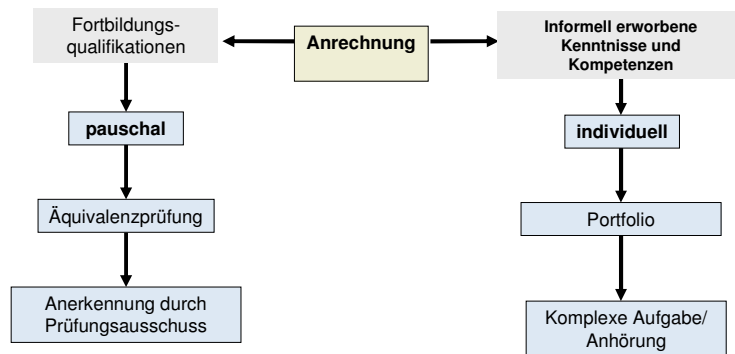 Fortbildungs-
qualifikationen
Anrechnung
Informell erworbene
Kenntnisse und
Kompetenzen
pauschal
individuell
Äquivalenzprüfung
Portfolio
Anerkennung durch
Prüfungsausschuss
Komplexe Aufgabe/
Anhörung